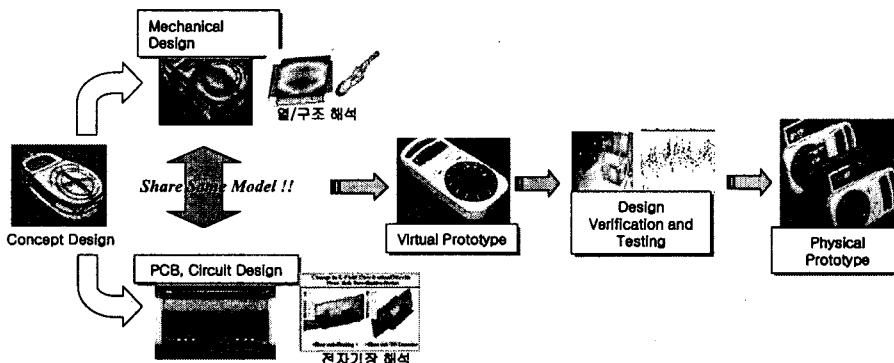 Mechanical
Design
열/구조 해석
Share Same Model !!
Concept Design
Virtual Prototype
Design
Verification and
Testing
Physical
Prototype
PCB, Circuit Design
전자기장 해석